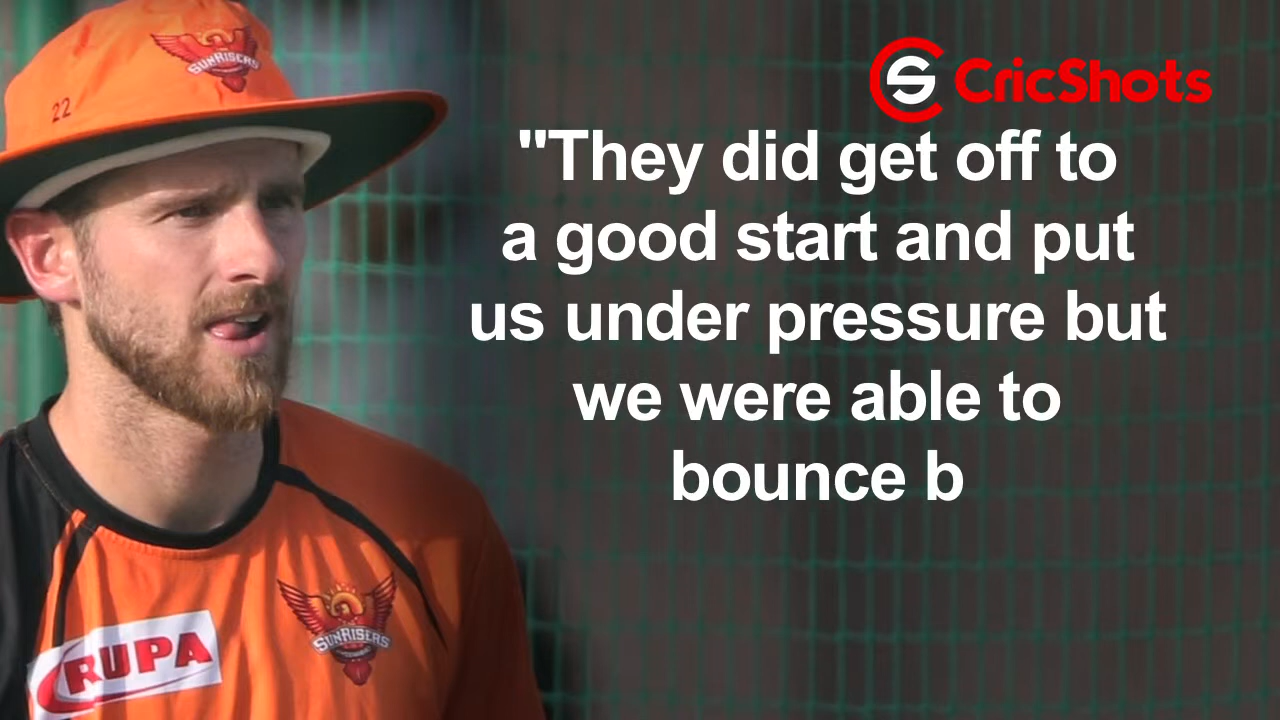 SUNRISERS
22
CricShots
"They did get off to
a good start and put
us under pressure but
we were able to
bounce b
SUNRISERS
RUPA